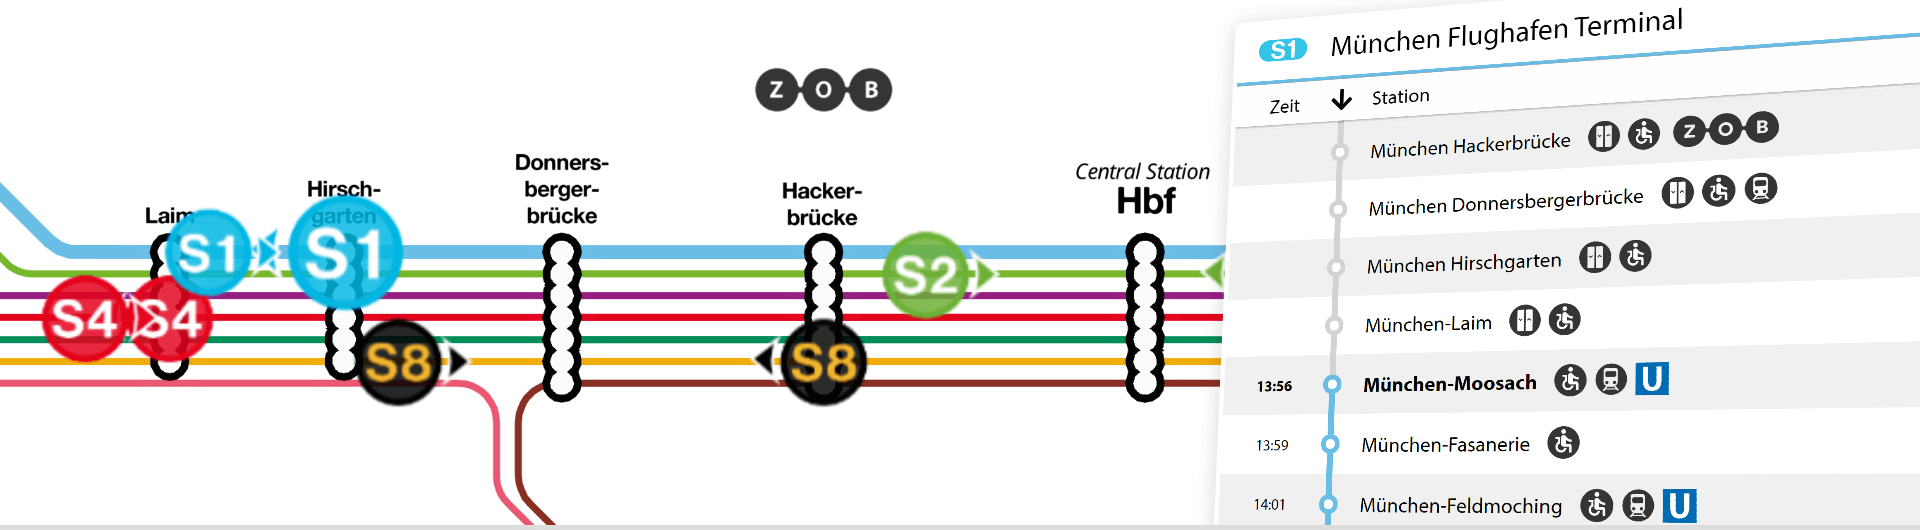 Z O B
Donners-
berger-
brücke
Hirsch-
garten
Laim
Hacker-
brücke
Central Station
Hbf
S1
S1
S2
S4
S4
S8
S8
S1 München Flughafen Terminal
Zeit Station
München Hackerbrücke Z O B
München Donnersbergerbrücke
München Hirschgarten
München-Laim
13:56 München-Moosach U
13:59 München-Fasanerie
14:01 München-Feldmoching U